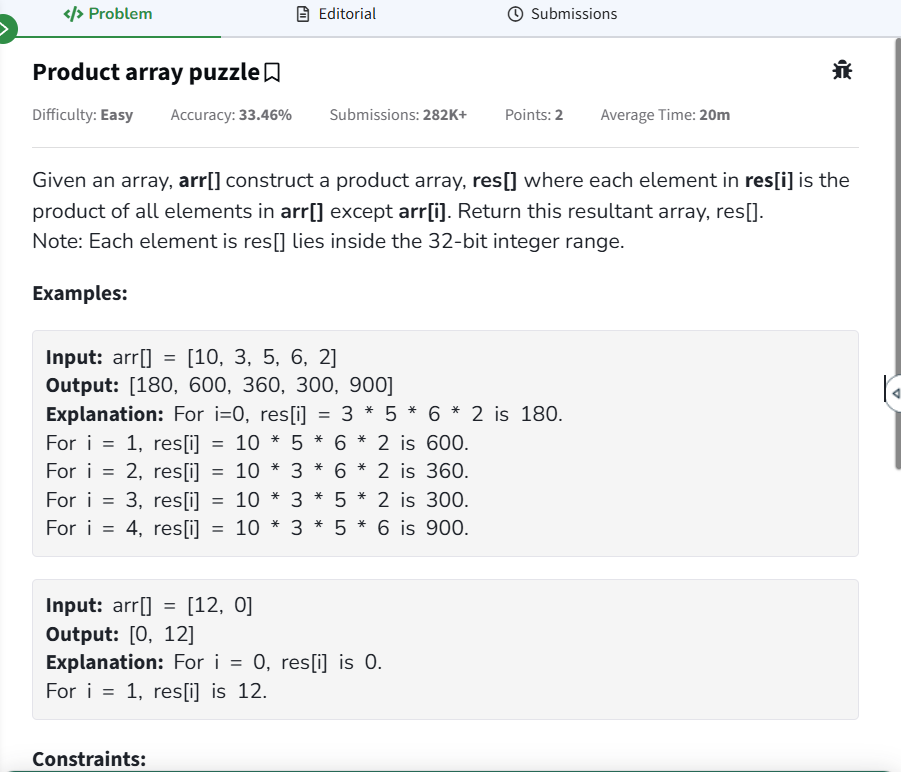 </> Problem
Editorial
Submissions
Product array puzzle
Difficulty: Easy Accuracy: 33.46% Submissions: 282K+ Points: 2 Average Time: 20m
Given an array, arr[] construct a product array, res[] where each element in res[i] is the
product of all elements in arr[] except arr[i]. Return this resultant array, res[].
Note: Each element is res[] lies inside the 32-bit integer range.
Examples:
Input: arr[] = [10, 3, 5, 6, 2]
Output: [180, 600, 360, 300, 900]
Explanation: For i=0, res[i] = 3 * 5 * 6 * 2 is 180.
For i = 1, res[i] = 10 * 5 * 6 * 2 is 600.
For i = 2, res[i] = 10 * 3 * 6 * 2 is 360.
For i = 3, res[i] = 10 * 3 * 5 * 2 is 300.
For i = 4, res[i] = 10 * 3 * 5 * 6 is 900.
Input: arr[] = [12, 0]
Output: [0, 12]
Explanation: For i = 0, res[i] is 0.
For i = 1, res[i] is 12.
Constraints: